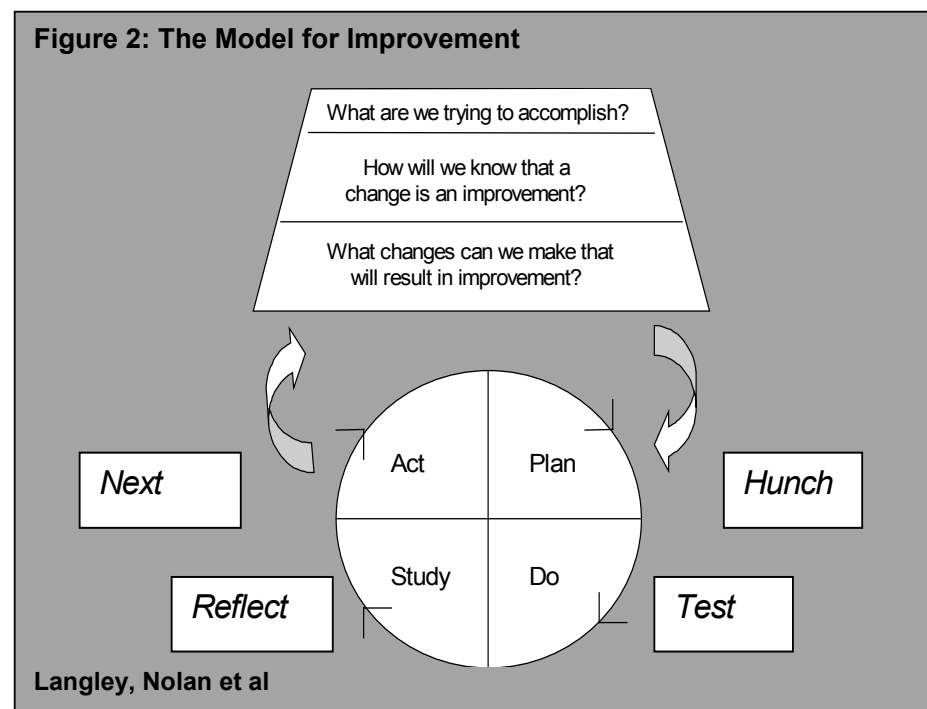 Figure 2: The Model for Improvement
What are we trying to accomplish?
How will we know that a
change is an improvement?
What changes can we make that
will result in improvement?
Act
Plan
Next
Hunch
Study
Do
Reflect
Test
Langley, Nolan et al